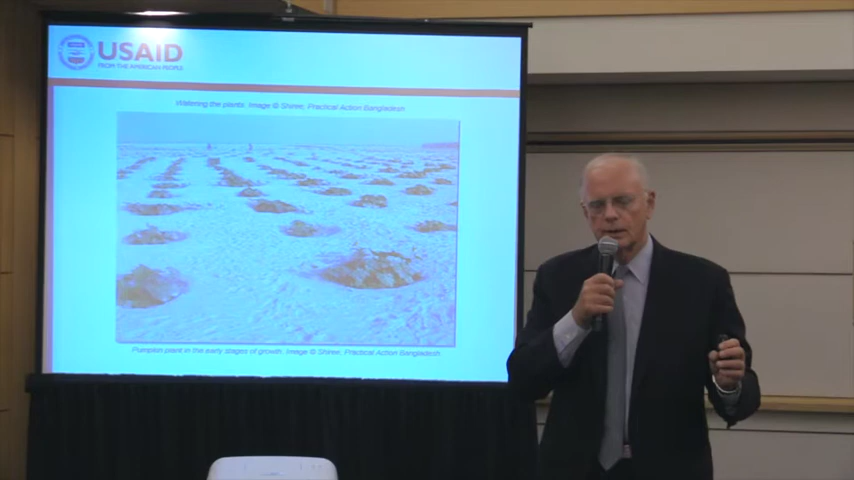 USAID
FROM THE AMERICAN PEOPLE
Watering the plants. Image © Shiree, Practical Action Bangladesh
Pumpkin plant in the early stages of growth. Image © Shiree, Practical Action Bangladesh